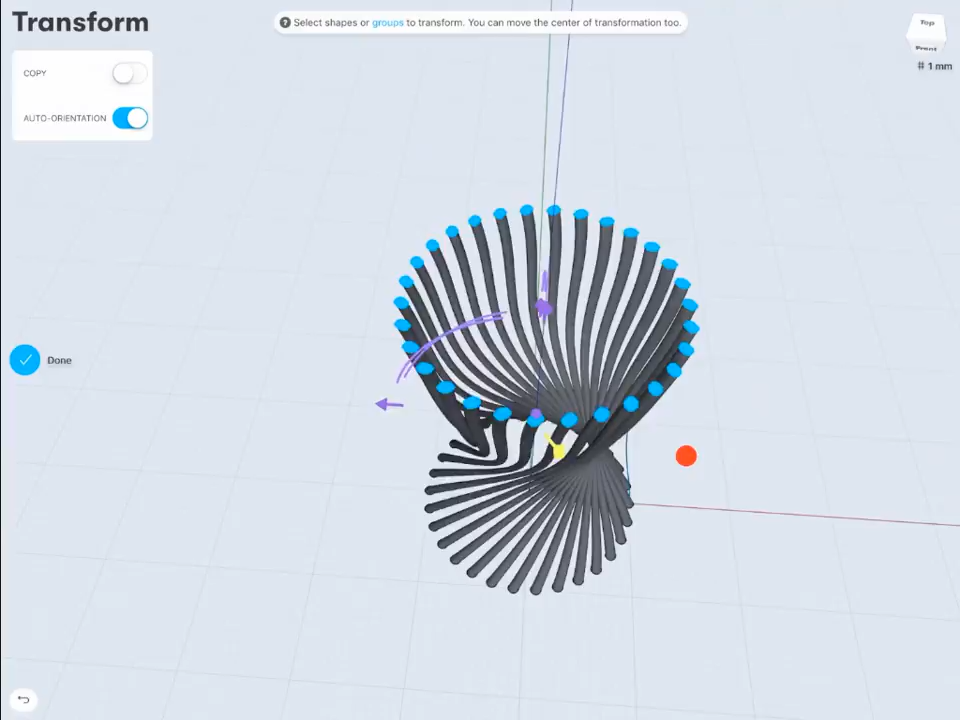 Transform
Select shapes or groups to transform. You can move the center of transformation too.
COPY
AUTO-ORIENTATION
Top
Front
# 1 mm
Done